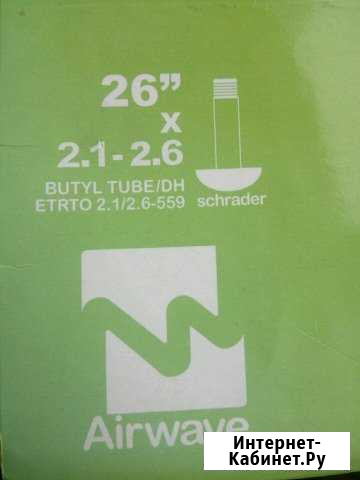 26”
x
2.1-2.6
BUTYL TUBE/DH
ETRTO 2.1/2.6-559
schrader
Airwave
Интернет-
Кабинет.Ру